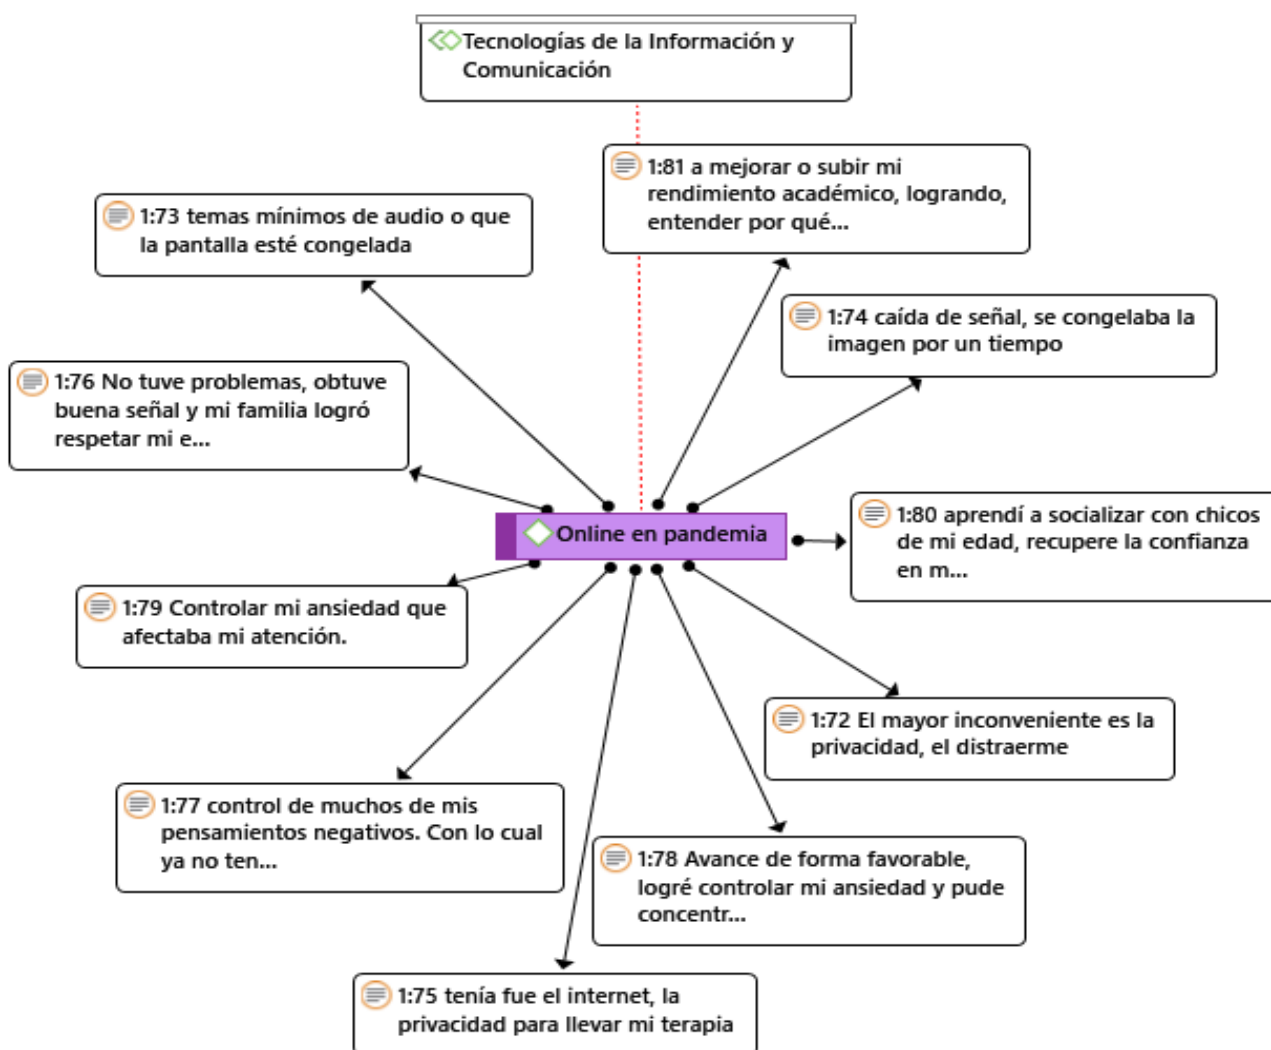 Tecnologías de la Información y
Comunicación
1:81 a mejorar o subir mi
rendimiento académico, logrando,
entender por qué...
1:73 temas mínimos de audio o que
la pantalla esté congelada
1:74 caída de señal, se congelaba la
imagen por un tiempo
1:76 No tuve problemas, obtuve
buena señal y mi familia logró
respetar mi e...
1:80 aprendí a socializar con chicos
de mi edad, recupere la confianza
en m...
Online en pandemia
1:79 Controlar mi ansiedad que
afectaba mi atención.
1:72 El mayor inconveniente es la
privacidad, el distraerme
1:77 control de muchos de mis
pensamientos negativos. Con lo cual
ya no ten...
1:78 Avance de forma favorable,
logré controlar mi ansiedad y pude
concentr...
1:75 tenía fue el internet, la
privacidad para llevar mi terapia